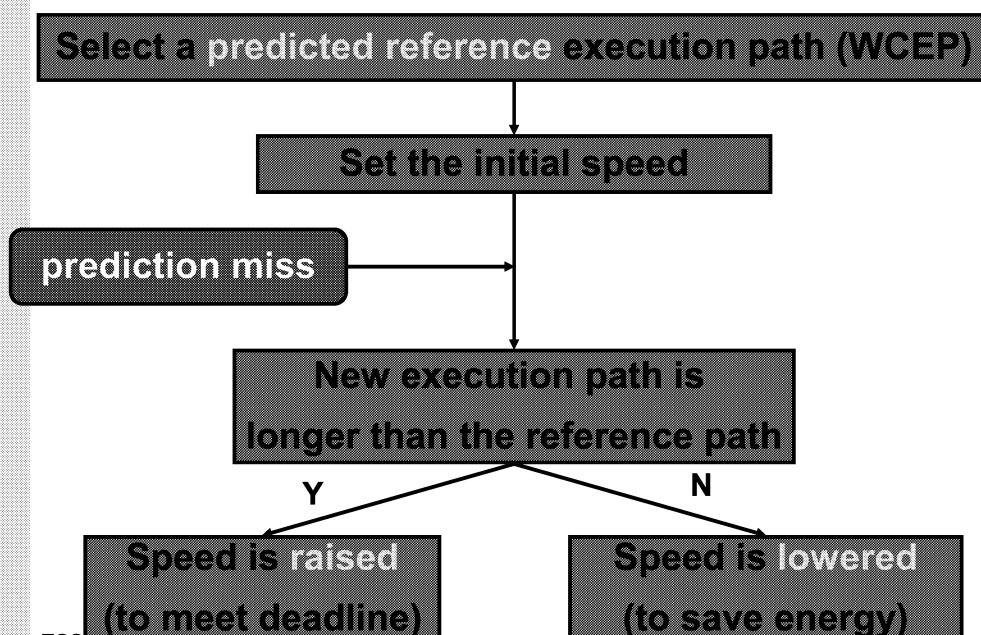 Select a predicted reference execution path (WCEP)
Set the initial speed
prediction miss
New execution path is
longer than the reference path
Y
N
Speed is raised
(to meet deadline)
Speed is lowered
(to save energy)